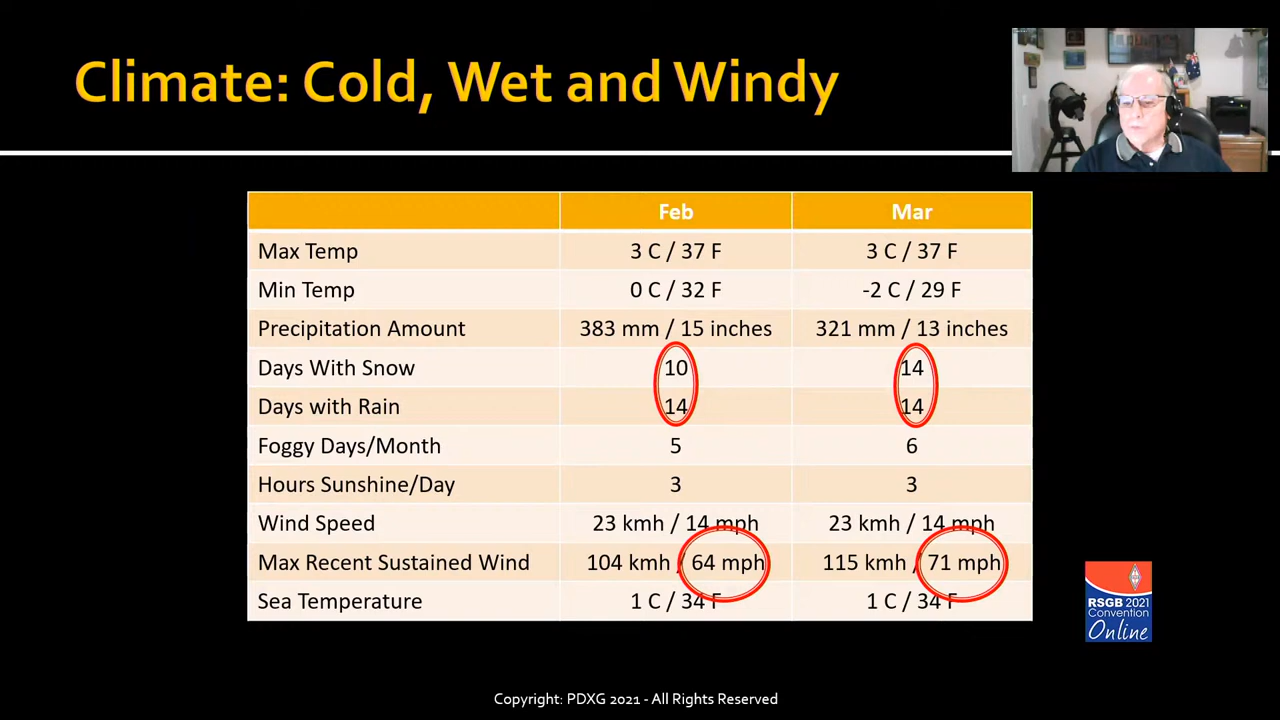 Climate: Cold, Wet and Windy
Feb Mar
Max Temp 3 C / 37 F 3 C / 37 F
Min Temp 0 C / 32 F -2 C / 29 F
Precipitation Amount 383 mm / 15 inches 321 mm / 13 inches
Days With Snow 10 14
Days with Rain 14 14
Foggy Days/Month 5 6
Hours Sunshine/Day 3 3
Wind Speed 23 kmh / 14 mph 23 kmh / 14 mph
Max Recent Sustained Wind 104 kmh / 64 mph 115 kmh / 71 mph
Sea Temperature 1 C / 34 F 1 C / 34 F
RSGB 2021
Convention
Online
Copyright: PDXG 2021 - All Rights Reserved